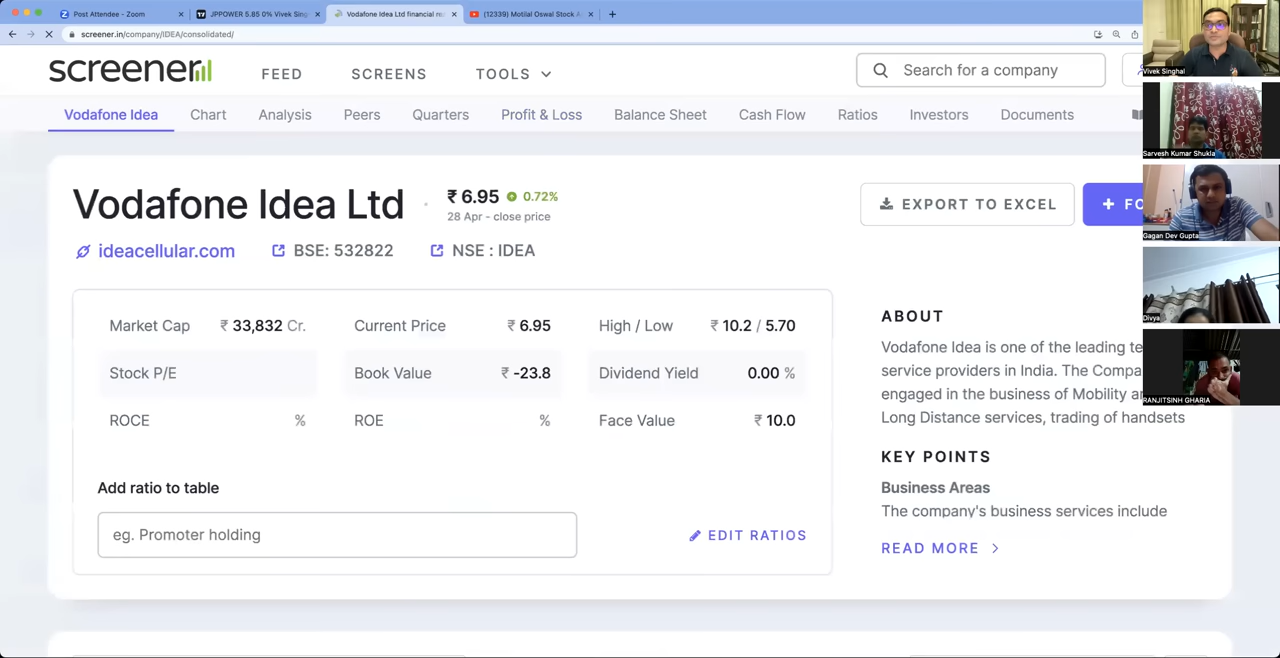 Post Attendee - Zoom
JPPOWER 5.85 0% Vivek Sing
Vodafone Idea Ltd financial re
(12339) Motilal Oswal Stock A
screener.in/company/IDEA/consolidated/
screener
FEED
SCREENS
TOOLS
Search for a company
Vodafone Idea
Chart
Analysis
Peers
Quarters
Profit & Loss
Balance Sheet
Cash Flow
Ratios
Investors
Documents
Vodafone Idea Ltd
₹ 6.95 0.72%
28 Apr - close price
EXPORT TO EXCEL
+ FO
ideacellular.com
BSE: 532822
NSE : IDEA
Market Cap ₹ 33,832 Cr.
Current Price ₹ 6.95
High / Low ₹ 10.2 / 5.70
Stock P/E
Book Value ₹ -23.8
Dividend Yield 0.00 %
ROCE %
ROE %
Face Value ₹ 10.0
Add ratio to table
eg. Promoter holding
EDIT RATIOS
ABOUT
Vodafone Idea is one of the leading te
service providers in India. The Compa
engaged in the business of Mobility a
Long Distance services, trading of handsets
KEY POINTS
Business Areas
The company's business services include
READ MORE
Vivek Singhal
Sarvesh Kumar Shukla
Gagan Dev Gupta
Divya
RANJITSINH GHARIA